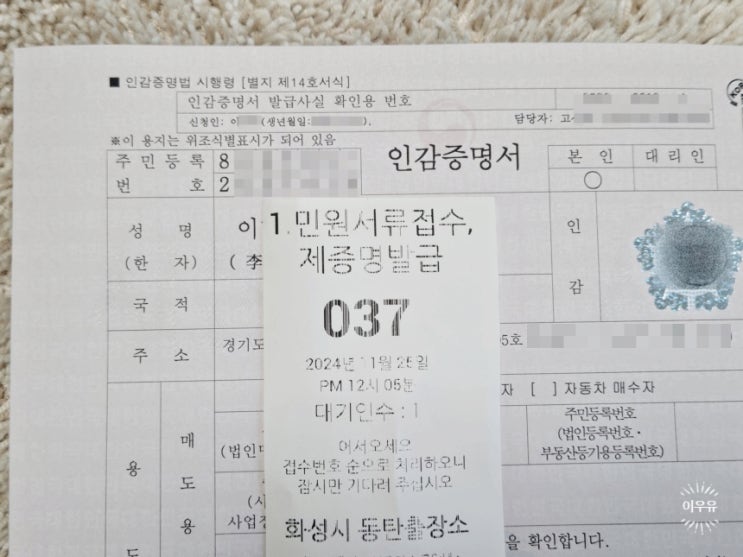 ■ 인감증명법 시행령 [별지 제14호서식]
인감증명서 발급사실 확인용 번호
신청인: 이 (생년월일: ), 담당자: 고
※이 용지는 위조식별표시가 되어 있음
주민등록 8
번 호 2
인감증명서
본 인 대 리 인
○
성 명 이
(한 자) (李
인
감
국 적
주 소 경기도 05호
1.민원서류접수,
제증명발급
037
2024년 11월 25일
PM 12시 05분
대기인수 : 1
어서오세요
접수번호 순으로 처리하오니
잠시만 기다려 주십시오
화성시 동탄출장소
자 [ ] 자동차 매수자
매
도
용
용
도
(법인
주민등록번호
(법인등록번호·
부동산등기용등록번호)
(사
사업장
을 확인합니다.
이우유